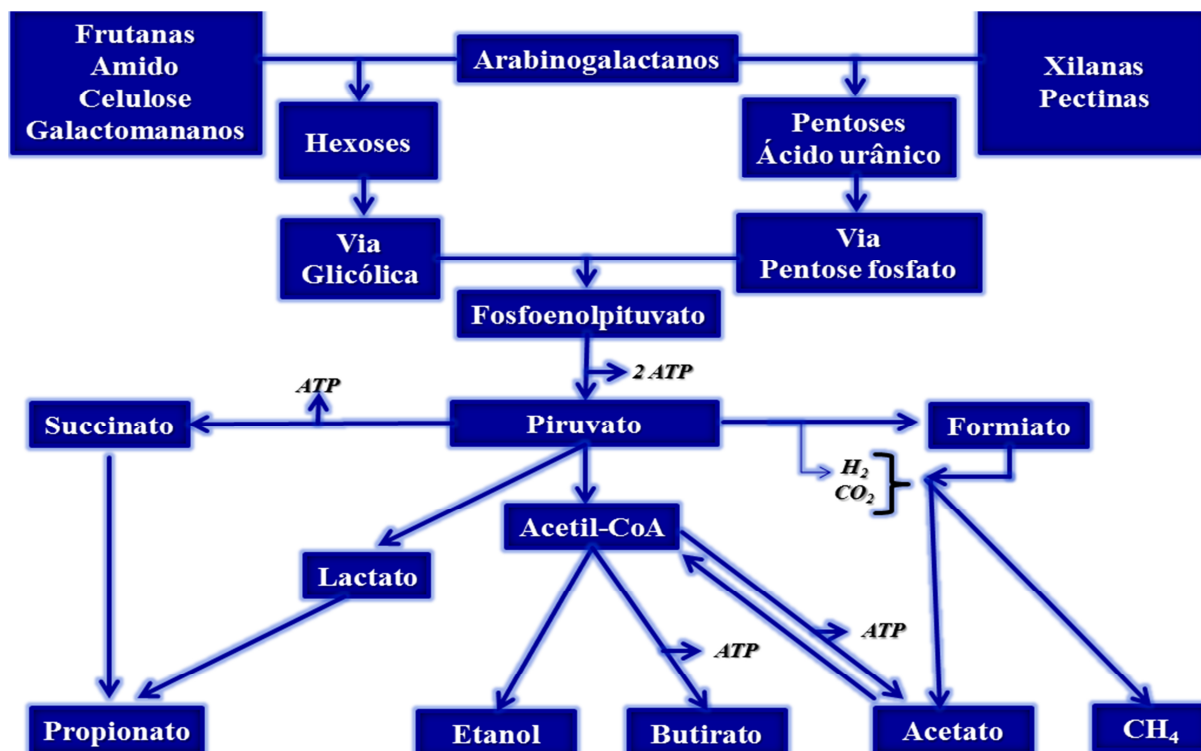 Frutanas
Amido
Celulose
Galactomananos
Arabinogalactanos
Xilanas
Pectinas
Hexoses
Pentoses
Ácido urânico
Via
Glicólica
Via
Pentose fosfato
Fosfoenolpituvato
2 ATP
ATP
Succinato
Piruvato
Formiato
H₂
CO₂
Acetil-CoA
Lactato
ATP
ATP
Propionato
Etanol
Butirato
Acetato
CH₄